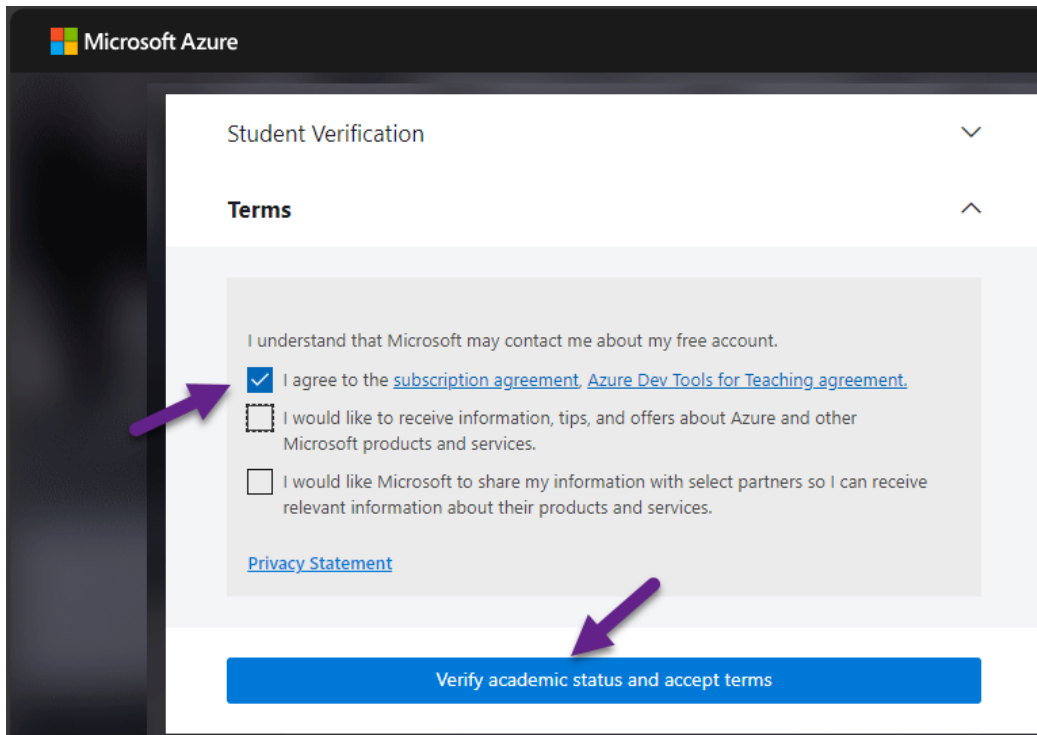 Microsoft Azure
Student Verification
Terms
I understand that Microsoft may contact me about my free account.
I agree to the subscription agreement, Azure Dev Tools for Teaching agreement.
I would like to receive information, tips, and offers about Azure and other
Microsoft products and services.
I would like Microsoft to share my information with select partners so I can receive
relevant information about their products and services.
Privacy Statement
Verify academic status and accept terms